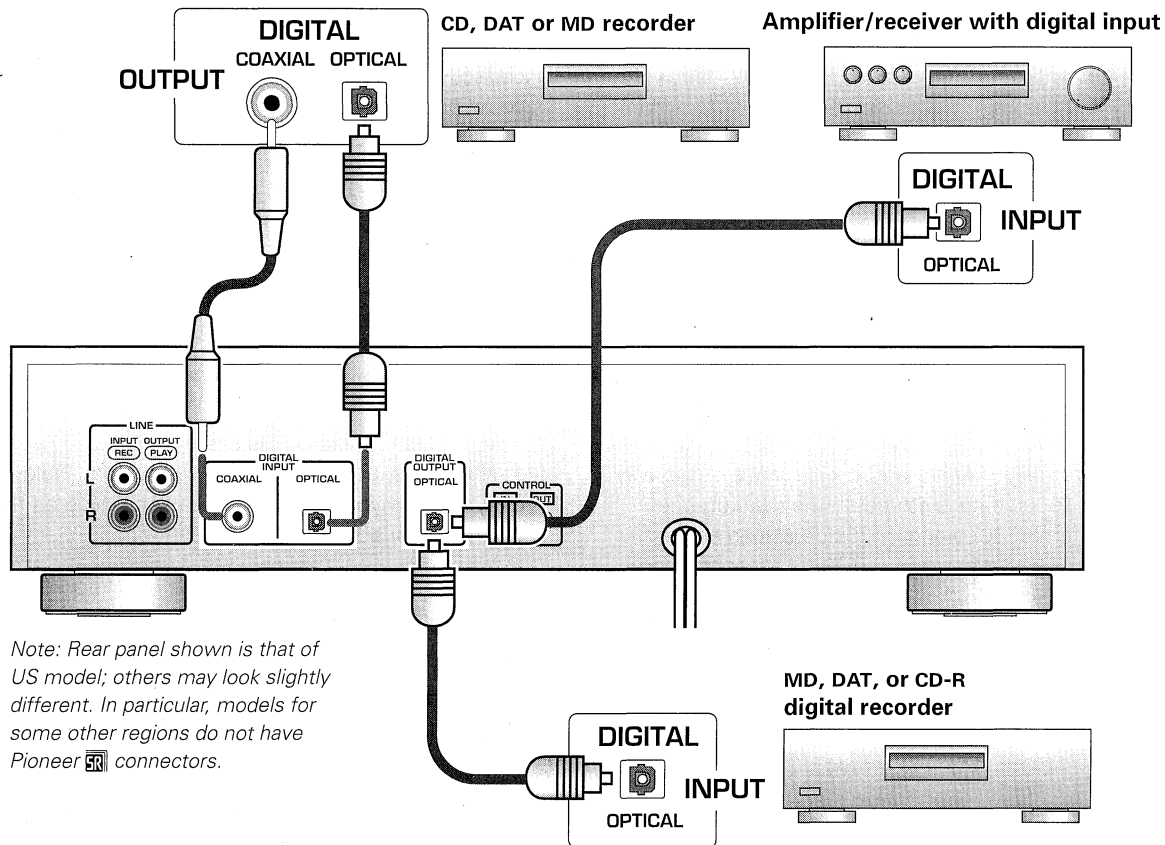 DIGITAL
COAXIAL OPTICAL
OUTPUT
CD, DAT or MD recorder
Amplifier/receiver with digital input
DIGITAL
INPUT
OPTICAL
LINE
INPUT OUTPUT
REC PLAY
L
R
DIGITAL
INPUT
COAXIAL OPTICAL
DIGITAL
OUTPUT
OPTICAL
CONTROL
IN OUT
Note: Rear panel shown is that of
US model; others may look slightly
different. In particular, models for
some other regions do not have
Pioneer SR connectors.
MD, DAT, or CD-R
digital recorder
DIGITAL
INPUT
OPTICAL